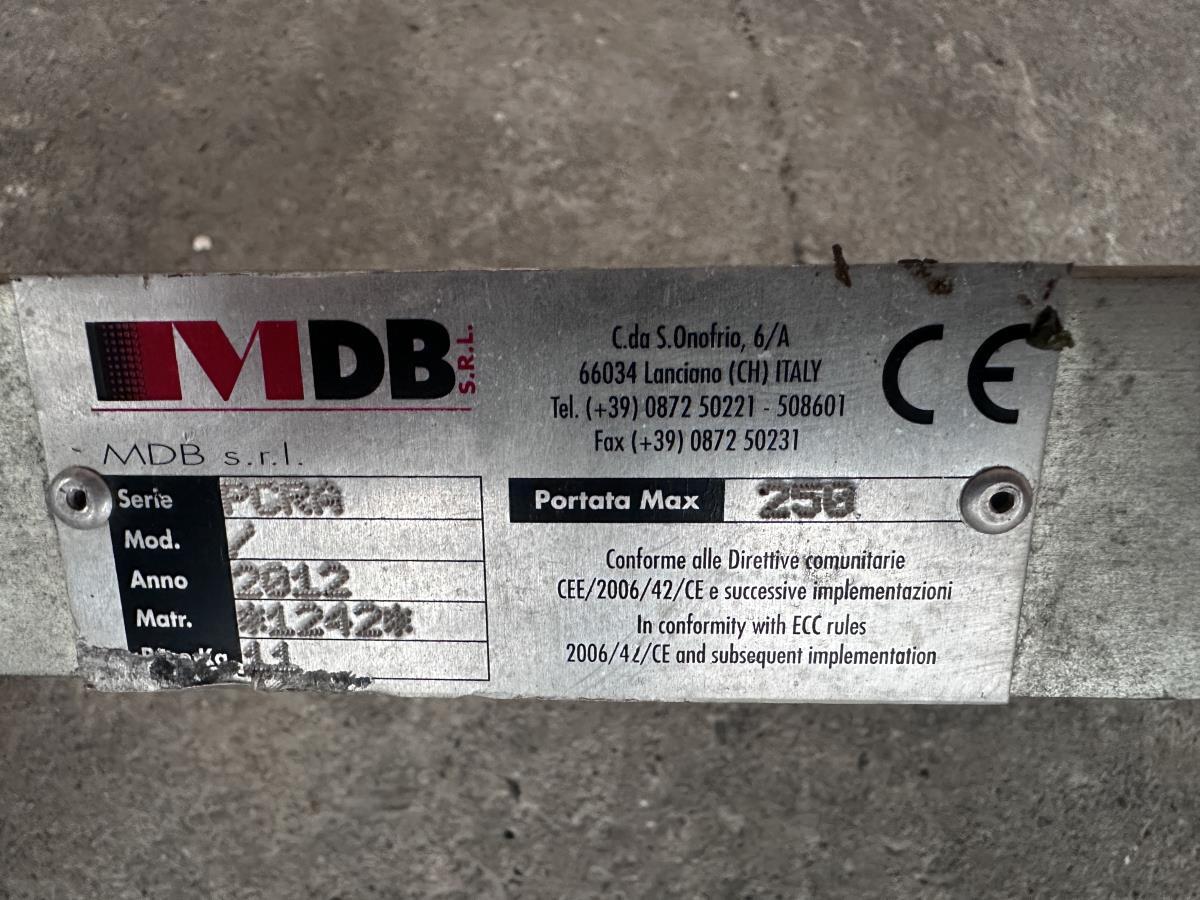 MDB S.R.L.
MDB s.r.l.
C.da S.Onofrio, 6/A
66034 Lanciano (CH) ITALY
Tel. (+39) 0872 50221 - 508601
Fax (+39) 0872 50231
CE
Serie PCRA
Mod. /
Anno 2012
Matr. *1242*
Kg 11
Portata Max 250
Conforme alle Direttive comunitarie
CEE/2006/42/CE e successive implementazioni
In conformity with ECC rules
2006/42/CE and subsequent implementation